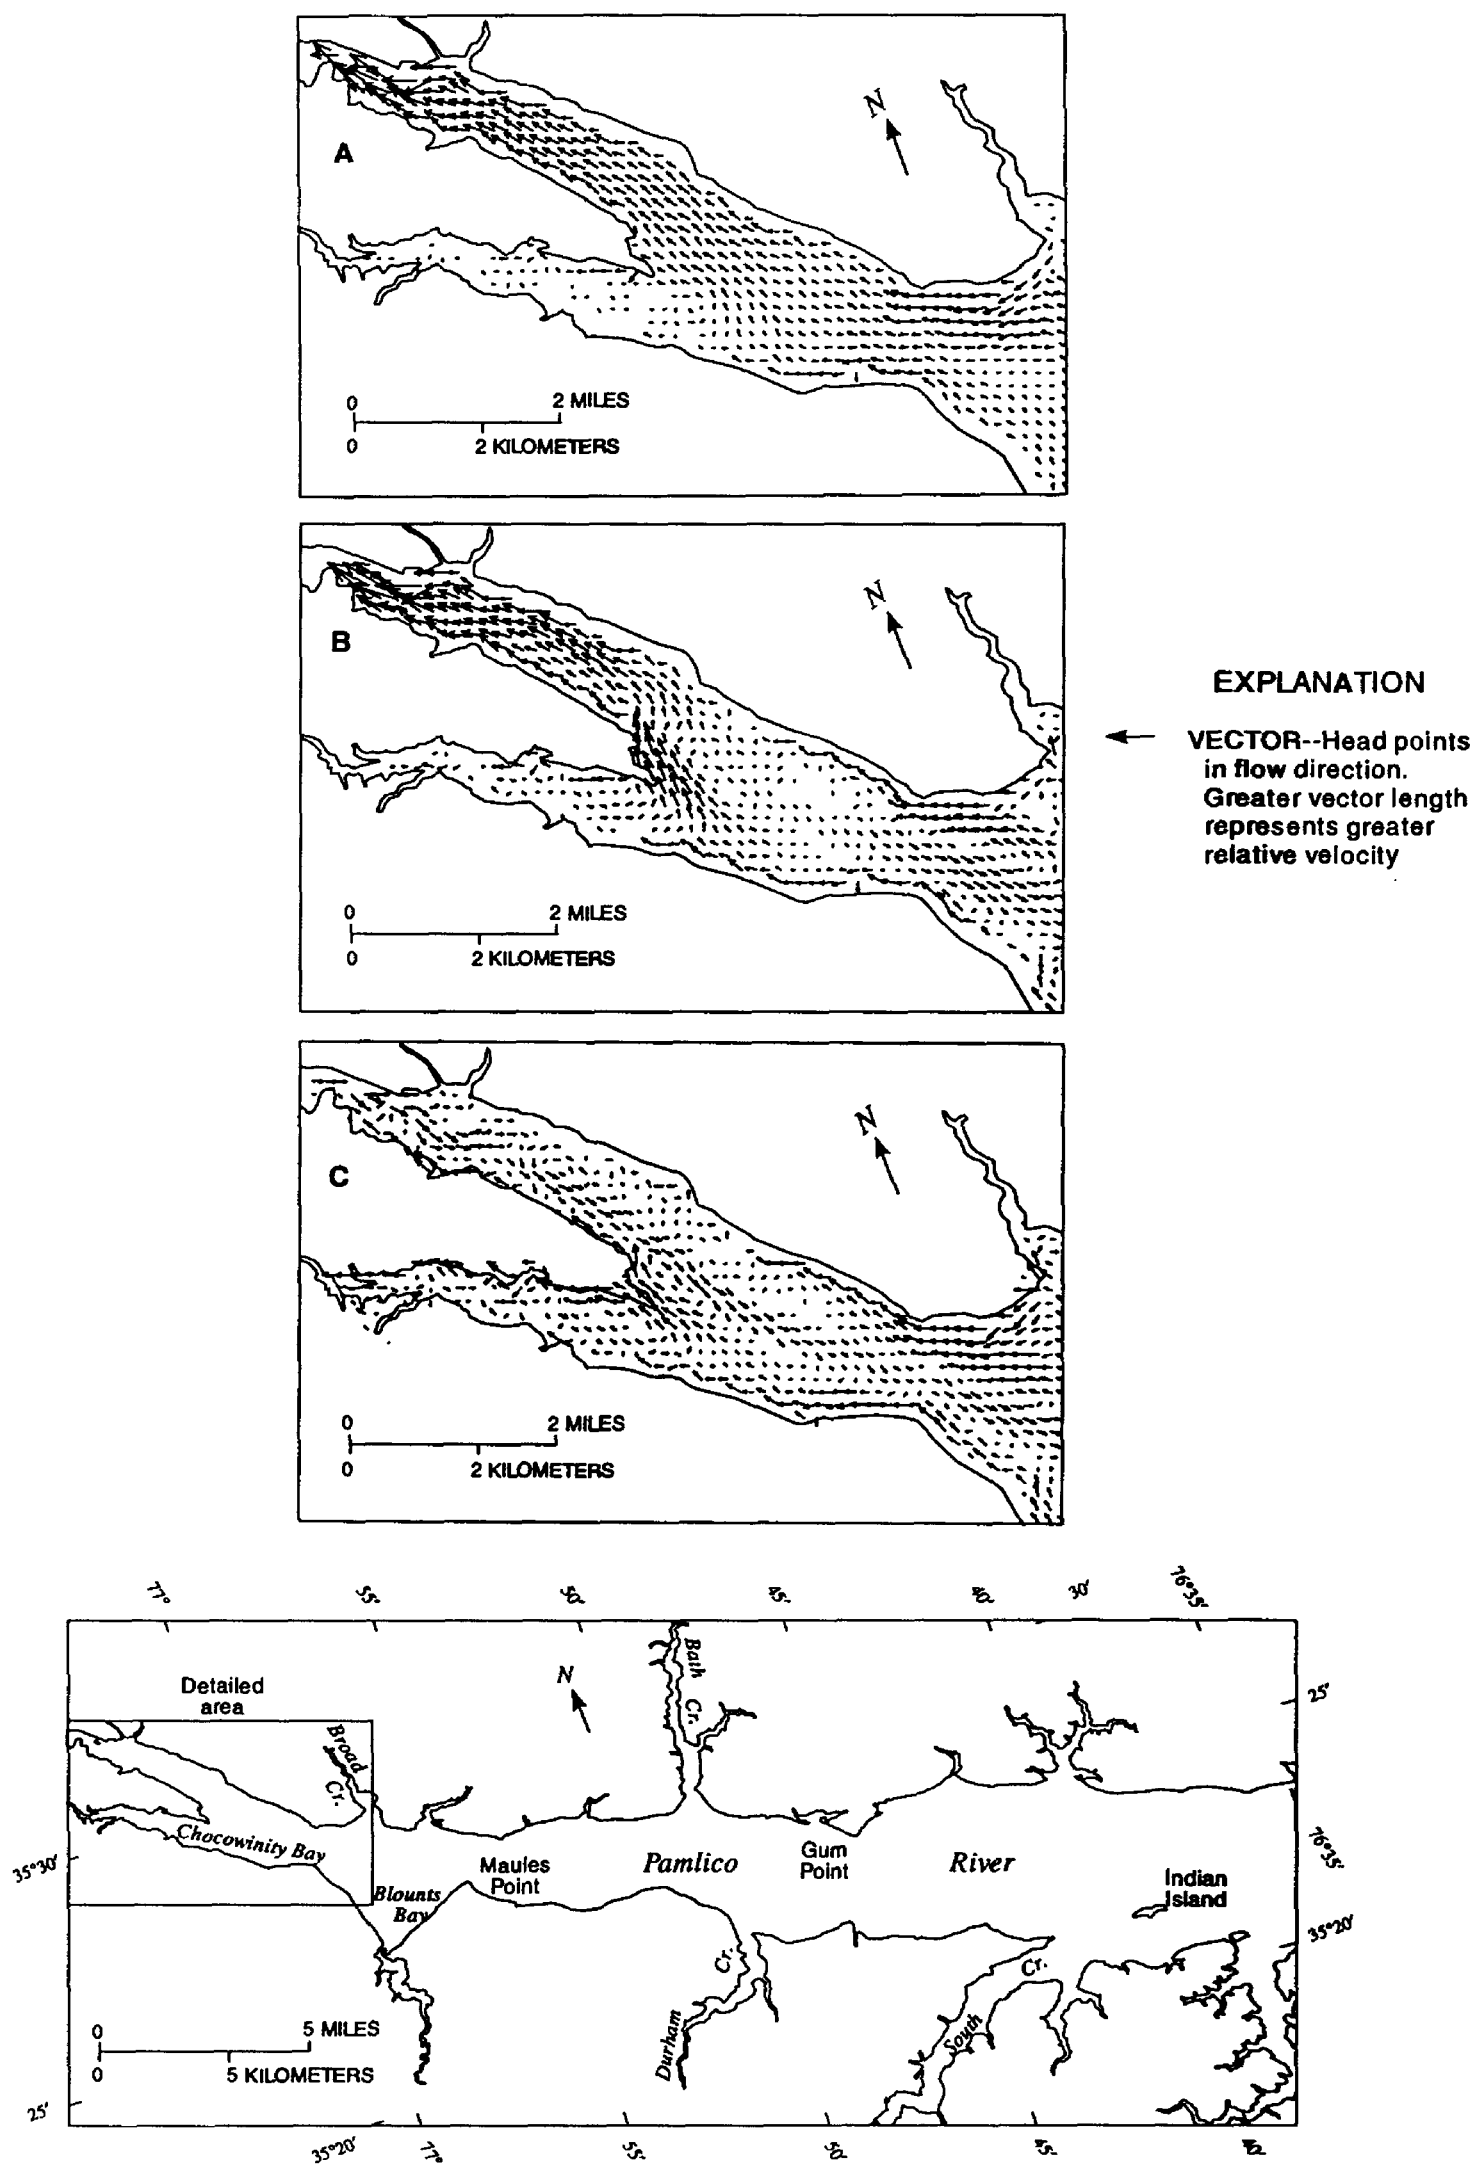 N
A
0 2 MILES
0 2 KILOMETERS
N
B
0 2 MILES
0 2 KILOMETERS
EXPLANATION
VECTOR--Head points
in flow direction.
Greater vector length
represents greater
relative velocity
N
C
0 2 MILES
0 2 KILOMETERS
77° 55' 50' 45' 40' 30' 76°35'
Detailed
area
N
Bath
Cr.
25'
Broad
Cr.
Chocowinity Bay
35°30'
Maules
Point
Pamlico
Gum
Point
River
76°35'
Blounts
Bay
Indian
Island
35°20'
Cr.
Cr.
Durham
South
0 5 MILES
0 5 KILOMETERS
25'
35°20' 77° 55' 50' 45' 40'